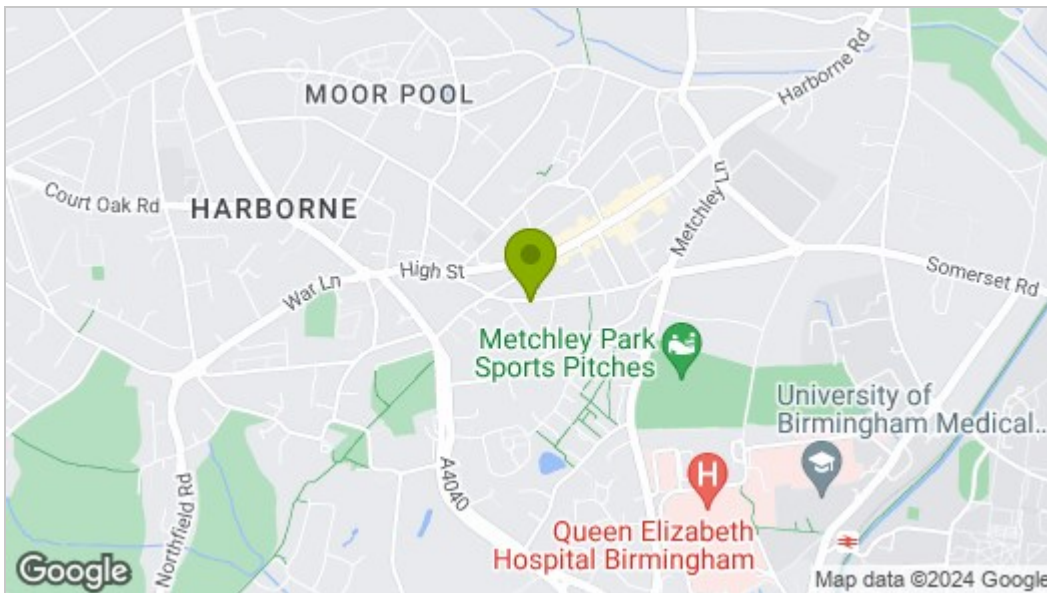 MOOR POOL
Harborne Rd
Court Oak Rd
HARBORNE
Metchley Ln
High St
War Ln
Somerset Rd
Metchley Park
Sports Pitches
University of
Birmingham Medical...
A4040
Northfield Rd
H
Queen Elizabeth
Hospital Birmingham
Google
Map data ©2024 Google